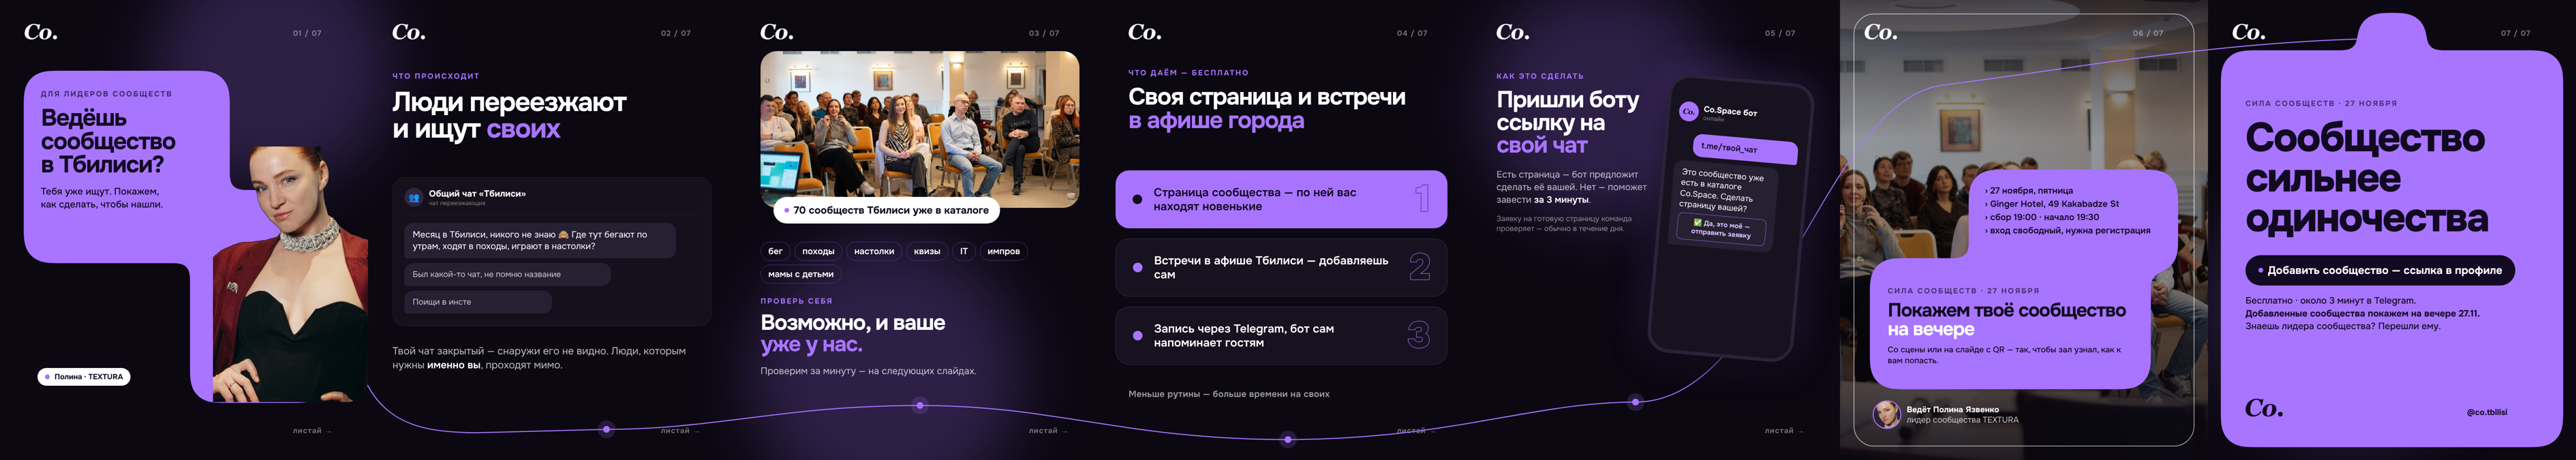 Co.
01 / 07
ДЛЯ ЛИДЕРОВ СООБЩЕСТВ
Ведёшь
сообщество
в Тбилиси?
Тебя уже ищут. Покажем,
как сделать, чтобы нашли.
Полина · TEXTURA
листай →
Co.
02 / 07
ЧТО ПРОИСХОДИТ
Люди переезжают
и ищут своих
Общий чат «Тбилиси»
чат переезжающих
Месяц в Тбилиси, никого не знаю 🙈 Где тут бегают по
утрам, ходят в походы, играют в настолки?
Был какой-то чат, не помню название
Поищи в инсте
Твой чат закрытый — снаружи его не видно. Люди, которым
нужны именно вы, проходят мимо.
листай →
Co.
03 / 07
70 сообществ Тбилиси уже в каталоге
бег
походы
настолки
квизы
IT
импров
мамы с детьми
ПРОВЕРЬ СЕБЯ
Возможно, и ваше
уже у нас.
Проверим за минуту — на следующих слайдах.
листай →
Co.
04 / 07
ЧТО ДАЁМ — БЕСПЛАТНО
Своя страница и встречи
в афише города
Страница сообщества — по ней вас
находят новенькие
1
Встречи в афише Тбилиси — добавляешь
сам
2
Запись через Telegram, бот сам
напоминает гостям
3
Меньше рутины — больше времени на своих
листай →
Co.
05 / 07
КАК ЭТО СДЕЛАТЬ
Пришли боту
ссылку на
свой чат
Есть страница — бот предложит
сделать её вашей. Нет — поможет
завести за 3 минуты.
Заявку на готовую страницу команда
проверяет — обычно в течение дня.
Co.
Co.Space бот
онлайн
t.me/твой_чат
Это сообщество уже
есть в каталоге
Co.Space. Сделать
страницу вашей?
✅ Да, это моё —
отправить заявку
листай →
Co.
06 / 07
› 27 ноября, пятница
› Ginger Hotel, 49 Kakabadze St
› сбор 19:00 · начало 19:30
› вход свободный, нужна регистрация
СИЛА СООБЩЕСТВ · 27 НОЯБРЯ
Покажем твоё сообщество
на вечере
Со сцены или на слайде с QR — так, чтобы зал узнал, как к
вам попасть.
Ведёт Полина Язвенко
лидер сообщества TEXTURA
Co.
07 / 07
СИЛА СООБЩЕСТВ · 27 НОЯБРЯ
Сообщество
сильнее
одиночества
Добавить сообщество — ссылка в профиле
Бесплатно · около 3 минут в Telegram.
Добавленные сообщества покажем на вечере 27.11.
Знаешь лидера сообщества? Перешли ему.
Co.
@co.tbilisi